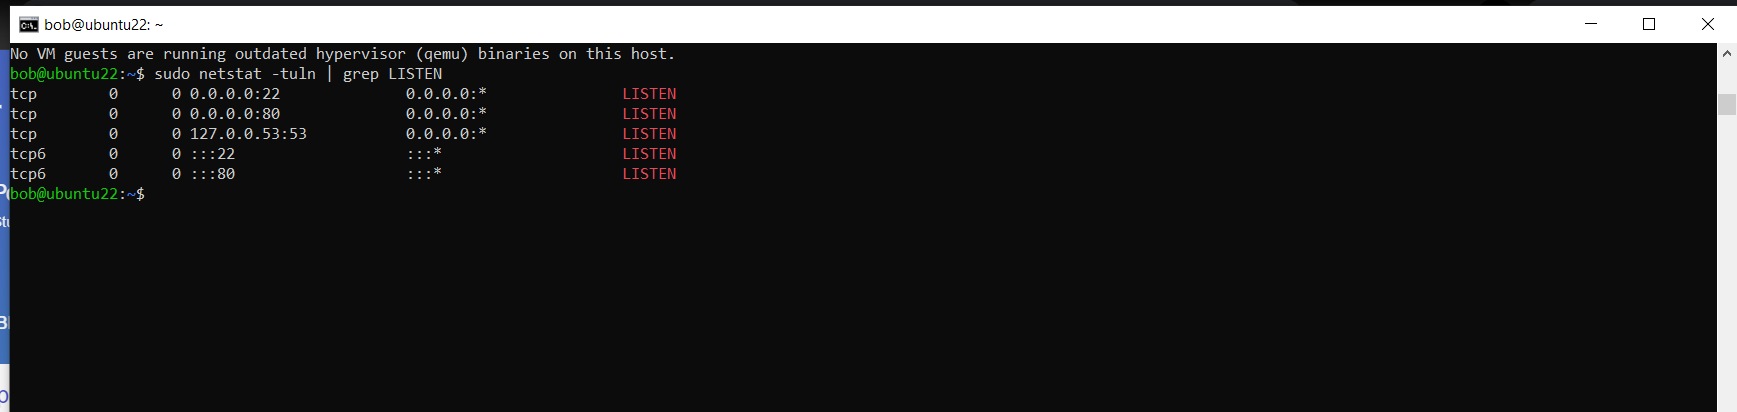 bob@ubuntu22: ~
No VM guests are running outdated hypervisor (qemu) binaries on this host.
bob@ubuntu22:~$ sudo netstat -tuln | grep LISTEN
tcp        0      0 0.0.0.0:22              0.0.0.0:*               LISTEN
tcp        0      0 0.0.0.0:80              0.0.0.0:*               LISTEN
tcp        0      0 127.0.0.53:53           0.0.0.0:*               LISTEN
tcp6       0      0 :::22                   :::*                    LISTEN
tcp6       0      0 :::80                   :::*                    LISTEN
bob@ubuntu22:~$